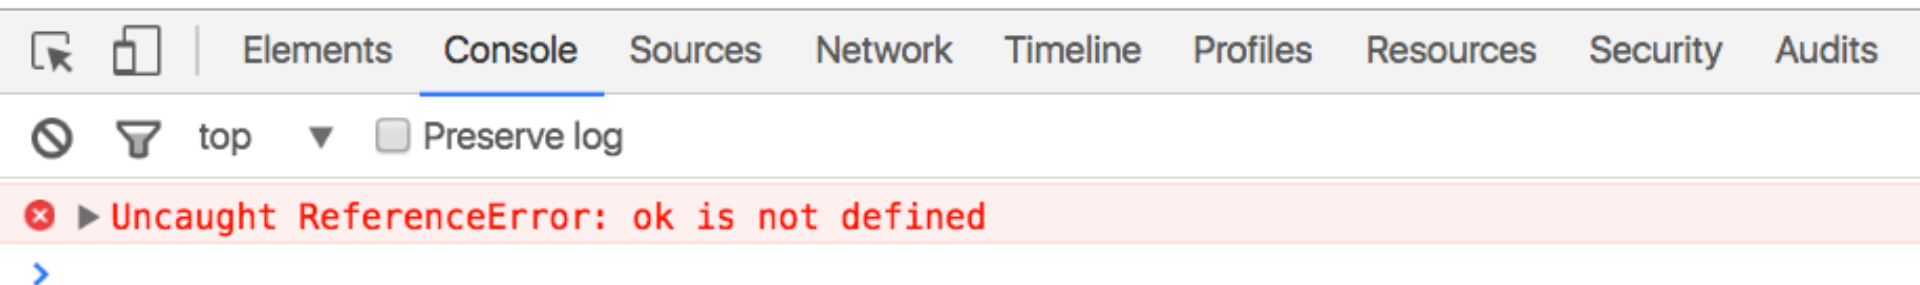 Elements Console Sources Network Timeline Profiles Resources Security Audits
top Preserve log
Uncaught ReferenceError: ok is not defined